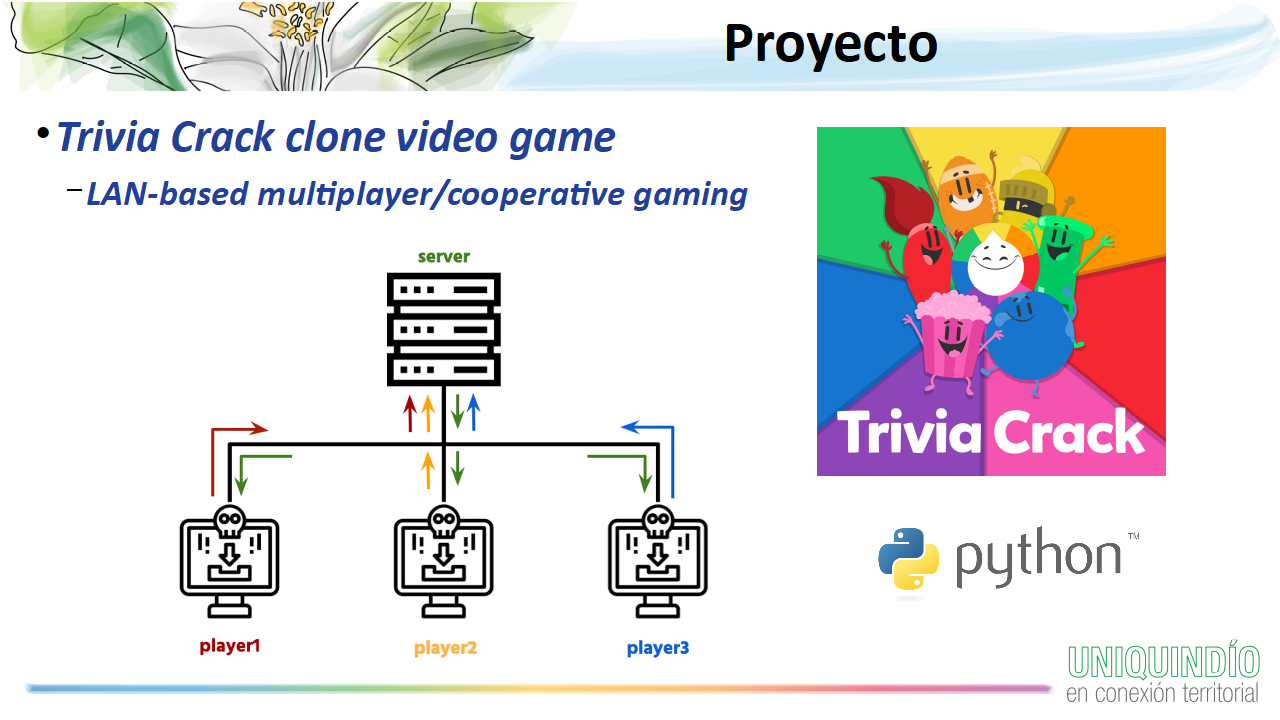 Proyecto
• Trivia Crack clone video game
– LAN-based multiplayer/cooperative gaming
server
player1
player2
player3
Trivia Crack
python™
UNIQUINDÍO
en conexión territorial